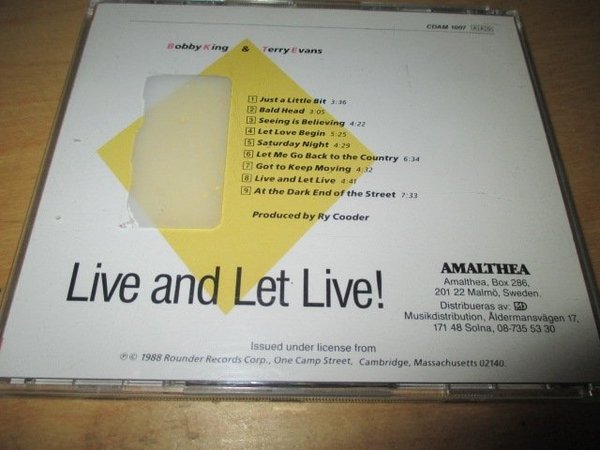 CDAM 1007 AAD
Bobby King & Terry Evans
1 Just a Little Bit 3:36
2 Bald Head 3:05
3 Seeing is Believing 4:22
4 Let Love Begin 5:25
5 Saturday Night 4:29
6 Let Me Go Back to the Country 6:34
7 Got to Keep Moving 4:32
8 Live and Let Live 4:41
9 At the Dark End of the Street 7:33
Produced by Ry Cooder
Live and Let Live!
AMALTHEA
Amalthea, Box 286,
201 22 Malmö, Sweden.
Distribueras av: MD
Musikdistribution, Åldermansvägen 17,
171 48 Solna, 08-735 53 30
Issued under license from
℗ © 1988 Rounder Records Corp., One Camp Street, Cambridge, Massachusetts 02140.